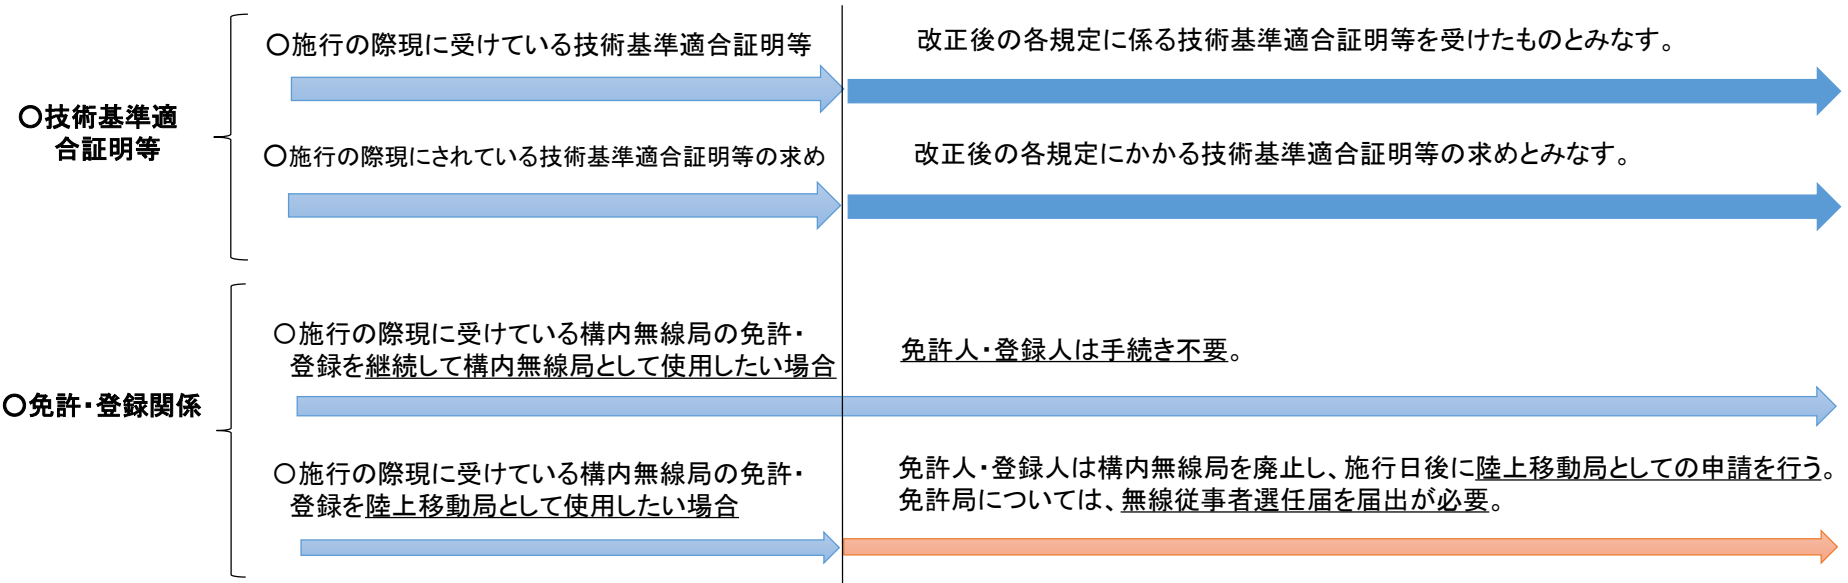 〇技術基準適
合証明等
〇施行の際現に受けている技術基準適合証明等
改正後の各規定に係る技術基準適合証明等を受けたものとみなす。
〇施行の際現にされている技術基準適合証明等の求め
改正後の各規定にかかる技術基準適合証明等の求めとみなす。
〇免許・登録関係
〇施行の際現に受けている構内無線局の免許・
登録を継続して構内無線局として使用したい場合
免許人・登録人は手続き不要。
〇施行の際現に受けている構内無線局の免許・
登録を陸上移動局として使用したい場合
免許人・登録人は構内無線局を廃止し、施行日後に陸上移動局としての申請を行う。
免許局については、無線従事者選任届を届出が必要。